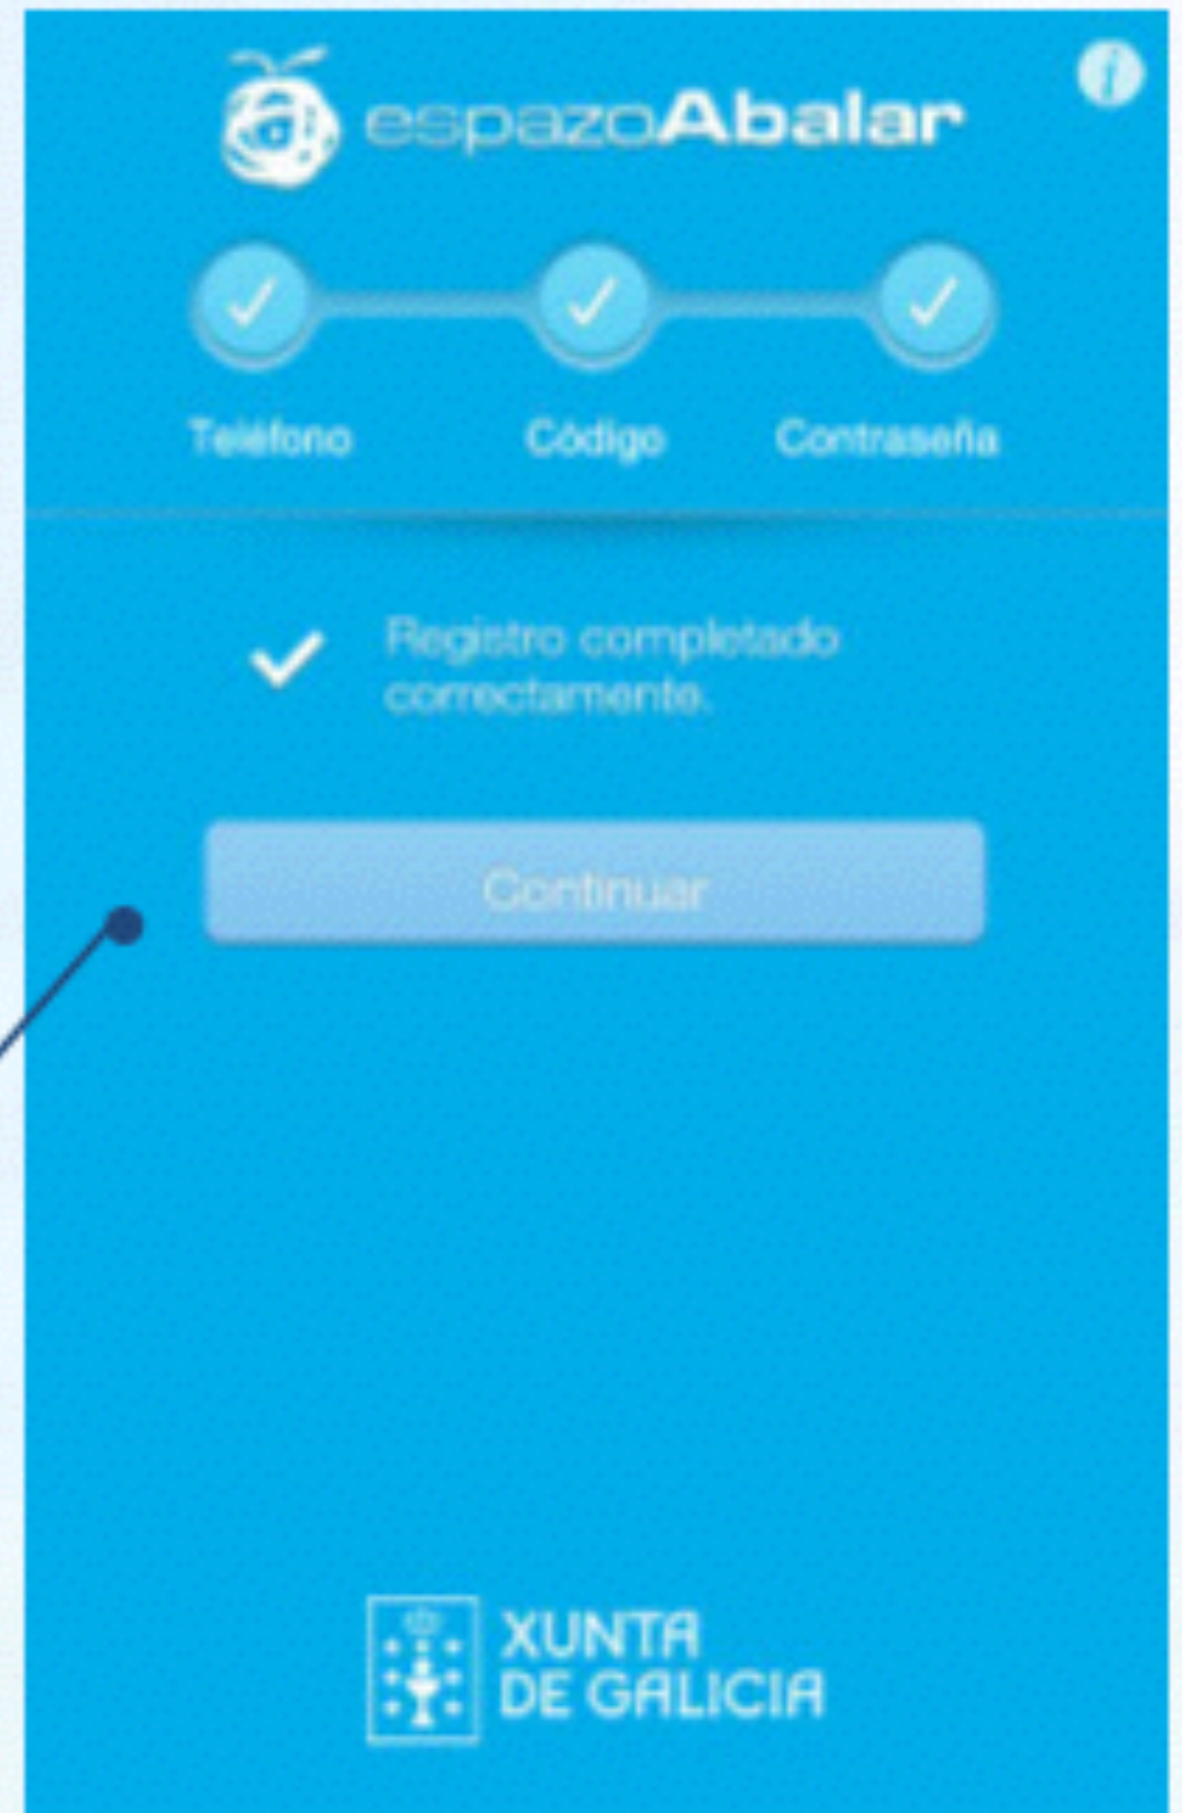 espazoAbalar
i
Teléfono Código Contraseña
Registro completado
correctamente.
Continuar
XUNTA
DE GALICIA